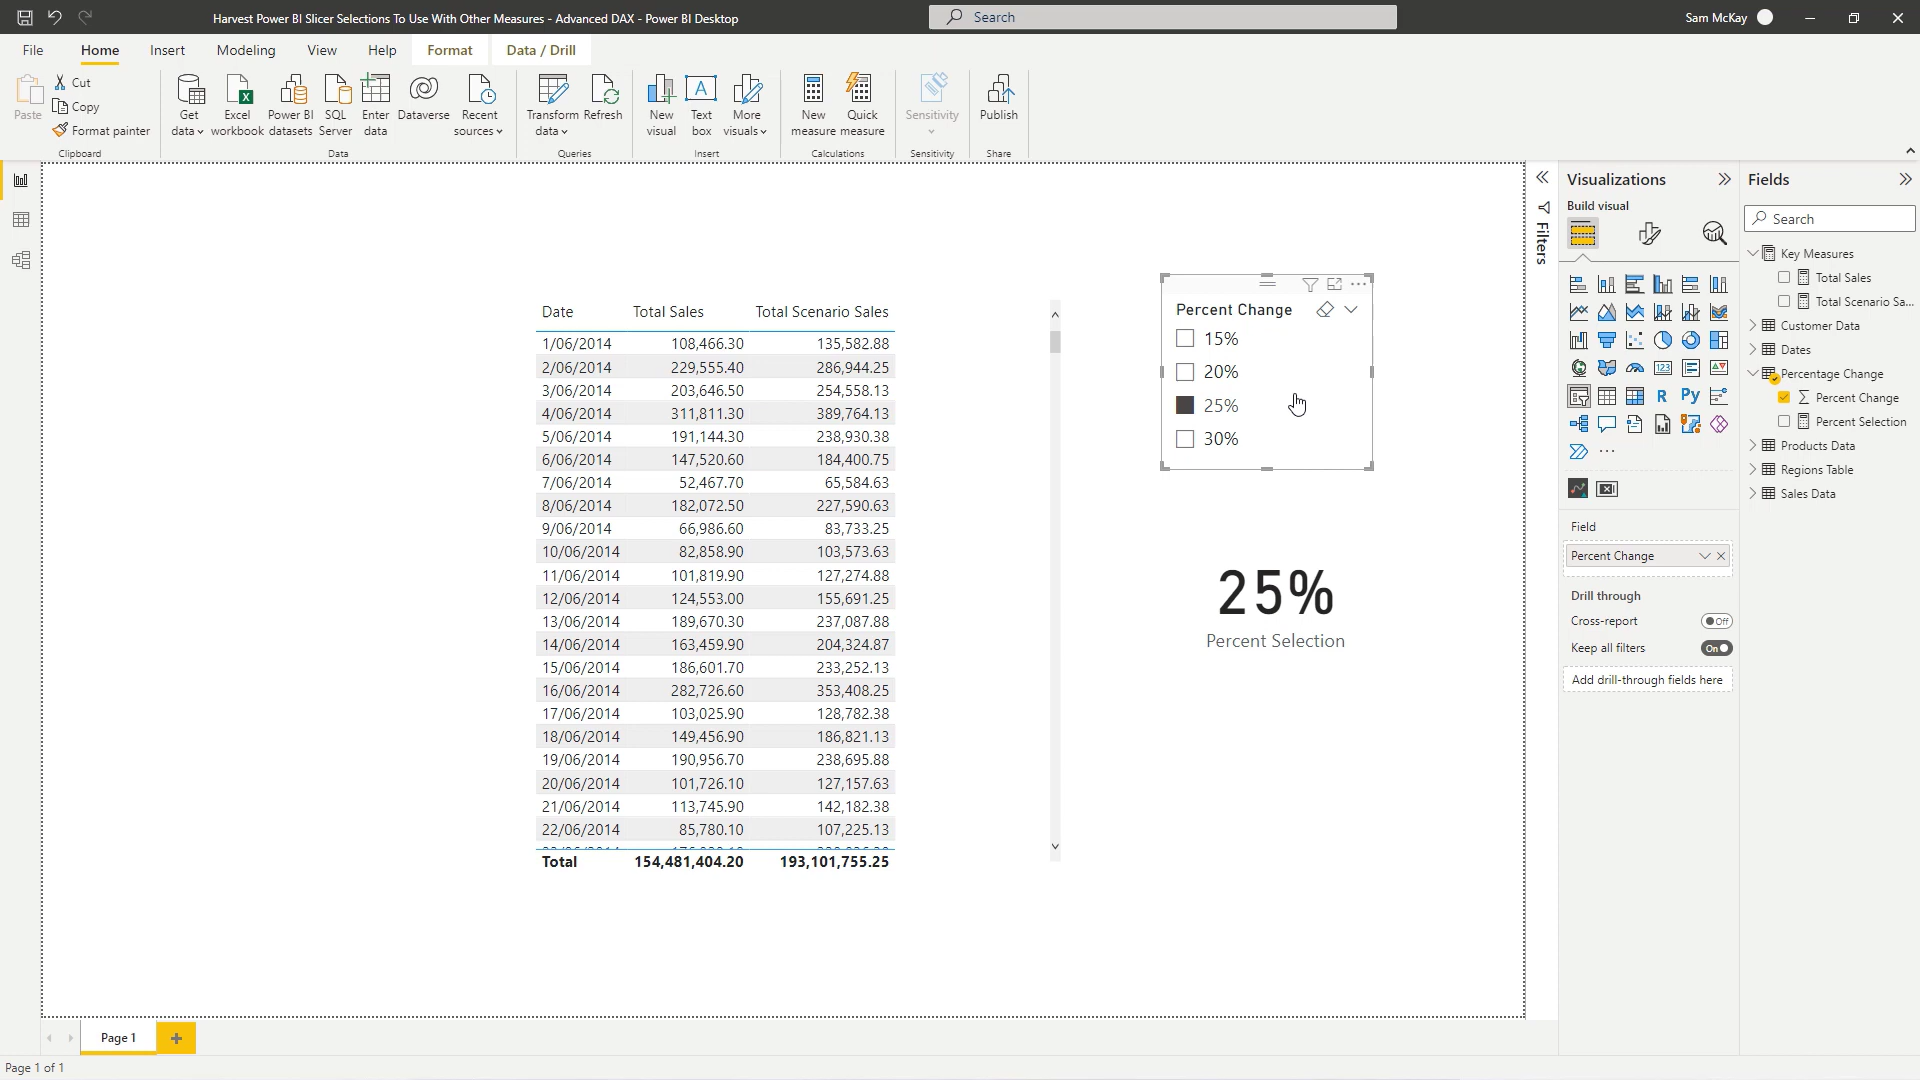 Harvest Power BI Slicer Selections To Use With Other Measures - Advanced DAX - Power BI Desktop
Search
Sam McKay
File Home Insert Modeling View Help Format Data / Drill
Paste
Cut
Copy
Format painter
Get data
Excel workbook
Power BI datasets
SQL Server
Enter data
Dataverse
Recent sources
Transform data
Refresh
New visual
Text box
More visuals
New measure
Quick measure
Sensitivity
Publish
Clipboard Data Queries Insert Calculations Sensitivity Share
Date Total Sales Total Scenario Sales
1/06/2014 108,466.30 135,582.88
2/06/2014 229,555.40 286,944.25
3/06/2014 203,646.50 254,558.13
4/06/2014 311,811.30 389,764.13
5/06/2014 191,144.30 238,930.38
6/06/2014 147,520.60 184,400.75
7/06/2014 52,467.70 65,584.63
8/06/2014 182,072.50 227,590.63
9/06/2014 66,986.60 83,733.25
10/06/2014 82,858.90 103,573.63
11/06/2014 101,819.90 127,274.88
12/06/2014 124,553.00 155,691.25
13/06/2014 189,670.30 237,087.88
14/06/2014 163,459.90 204,324.87
15/06/2014 186,601.70 233,252.13
16/06/2014 282,726.60 353,408.25
17/06/2014 103,025.90 128,782.38
18/06/2014 149,456.90 186,821.13
19/06/2014 190,956.70 238,695.88
20/06/2014 101,726.10 127,157.63
21/06/2014 113,745.90 142,182.38
22/06/2014 85,780.10 107,225.13
Total 154,481,404.20 193,101,755.25
Percent Change
15%
20%
25%
30%
25%
Percent Selection
Filters
Visualizations
Build visual
123
R
Py
Field
Percent Change
Drill through
Cross-report Off
Keep all filters On
Add drill-through fields here
Fields
Search
Key Measures
Total Sales
Total Scenario Sa...
Customer Data
Dates
Percentage Change
Percent Change
Percent Selection
Products Data
Regions Table
Sales Data
Page 1
Page 1 of 1